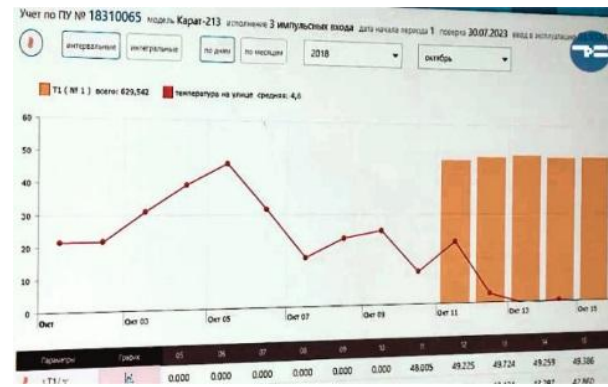 Учет по ПУ № 18310065 модель Карат-213 исполнение 3 импульсных входа дата начала периода 1 поверка 30.07.2023 ввод в эксплуатацию
интервальные интегральные по дням по месяцам 2018 октябрь
Т1 ( № 1 ) всего: 629,542 температура на улице средняя: 4,6
60
50
40
30
20
10
0
Окт Окт 03 Окт 05 Окт 07 Окт 09 Окт 11 Окт 13 Окт 15
Параметры График 05 06 07 08 09 10 11 12 13 14 15
0.000 0.000 0.000 0.000 0.000 0.000 48.005 49.225 49.724 49.259 49.386